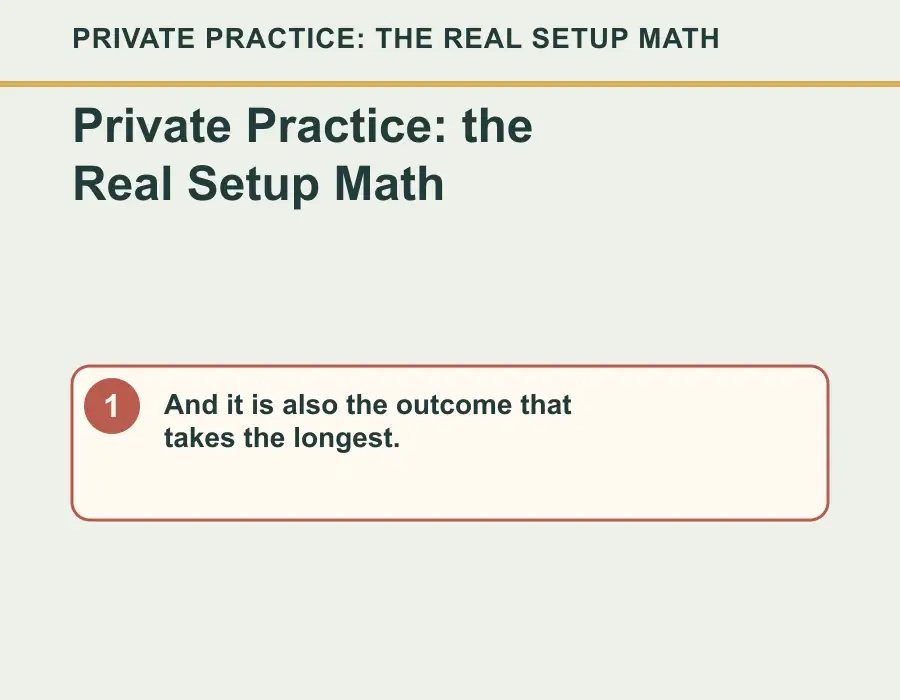 PRIVATE PRACTICE: THE REAL SETUP MATH
Private Practice: the
Real Setup Math
1
And it is also the outcome that
takes the longest.